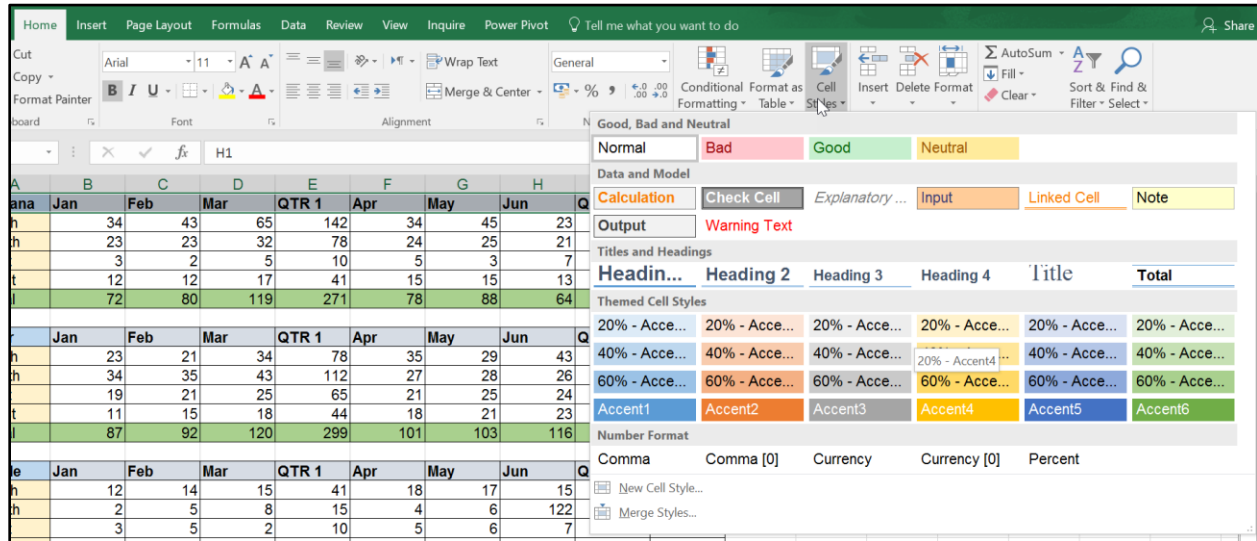 Home Insert Page Layout Formulas Data Review View Inquire Power Pivot Tell me what you want to do Share
Cut
Copy
Format Painter
Arial 11 A A
B I U A
Wrap Text
Merge & Center
General
% , .00 .0
Conditional Formatting
Format as Table
Cell Styles
Insert Delete Format
AutoSum
Fill
Clear
Sort & Filter
Find & Select
board Font Alignment N
fx H1
A B C D E F G H
ana Jan Feb Mar QTR 1 Apr May Jun Q
h 34 43 65 142 34 45 23
th 23 23 32 78 24 25 21
3 2 5 10 5 3 7
t 12 12 17 41 15 15 13
l 72 80 119 271 78 88 64
r Jan Feb Mar QTR 1 Apr May Jun Q
h 23 21 34 78 35 29 43
th 34 35 43 112 27 28 26
19 21 25 65 21 25 24
t 11 15 18 44 18 21 23
l 87 92 120 299 101 103 116
le Jan Feb Mar QTR 1 Apr May Jun Q
h 12 14 15 41 18 17 15
th 2 5 8 15 4 6 122
3 5 2 10 5 6 7
Good, Bad and Neutral
Normal Bad Good Neutral
Data and Model
Calculation Check Cell Explanatory ... Input Linked Cell Note
Output Warning Text
Titles and Headings
Headin... Heading 2 Heading 3 Heading 4 Title Total
Themed Cell Styles
20% - Acce... 20% - Acce... 20% - Acce... 20% - Acce... 20% - Acce... 20% - Acce...
40% - Acce... 40% - Acce... 40% - Acce... 40% - Acce... 40% - Acce...
20% - Accent4
60% - Acce... 60% - Acce... 60% - Acce... 60% - Acce... 60% - Acce... 60% - Acce...
Accent1 Accent2 Accent3 Accent4 Accent5 Accent6
Number Format
Comma Comma [0] Currency Currency [0] Percent
New Cell Style...
Merge Styles...